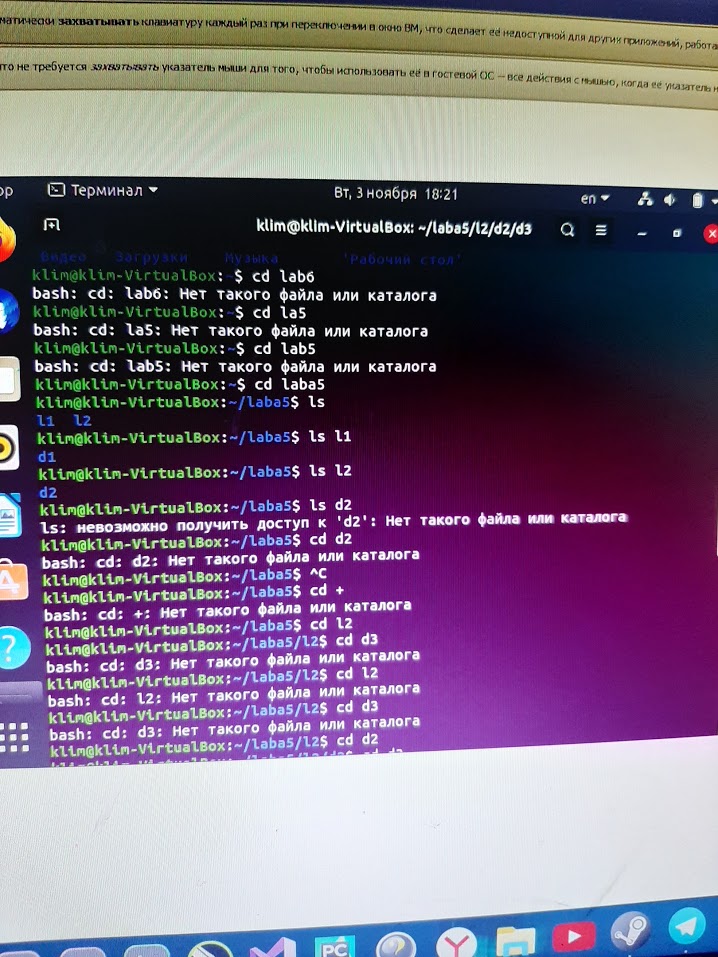 матически захватывать клавиатуру каждый раз при переключении в окно ВМ, что сделает её недоступной для других приложений, работа
то не требуется захватывать указатель мыши для того, чтобы использовать её в гостевой ОС — все действия с мышью, когда её указатель н
ор Терминал Вт, 3 ноября 18:21 en
klim@klim-VirtualBox: ~/laba5/l2/d2/d3
Видео Загрузки Музыка 'Рабочий стол'
klim@klim-VirtualBox:~$ cd lab6
bash: cd: lab6: Нет такого файла или каталога
klim@klim-VirtualBox:~$ cd la5
bash: cd: la5: Нет такого файла или каталога
klim@klim-VirtualBox:~$ cd lab5
bash: cd: lab5: Нет такого файла или каталога
klim@klim-VirtualBox:~$ cd laba5
klim@klim-VirtualBox:~/laba5$ ls
l1 l2
klim@klim-VirtualBox:~/laba5$ ls l1
d1
klim@klim-VirtualBox:~/laba5$ ls l2
d2
klim@klim-VirtualBox:~/laba5$ ls d2
ls: невозможно получить доступ к 'd2': Нет такого файла или каталога
klim@klim-VirtualBox:~/laba5$ cd d2
bash: cd: d2: Нет такого файла или каталога
klim@klim-VirtualBox:~/laba5$ ^C
klim@klim-VirtualBox:~/laba5$ cd +
bash: cd: +: Нет такого файла или каталога
klim@klim-VirtualBox:~/laba5$ cd l2
klim@klim-VirtualBox:~/laba5/l2$ cd d3
bash: cd: d3: Нет такого файла или каталога
klim@klim-VirtualBox:~/laba5/l2$ cd l2
bash: cd: l2: Нет такого файла или каталога
klim@klim-VirtualBox:~/laba5/l2$ cd d3
bash: cd: d3: Нет такого файла или каталога
klim@klim-VirtualBox:~/laba5/l2$ cd d2
PC